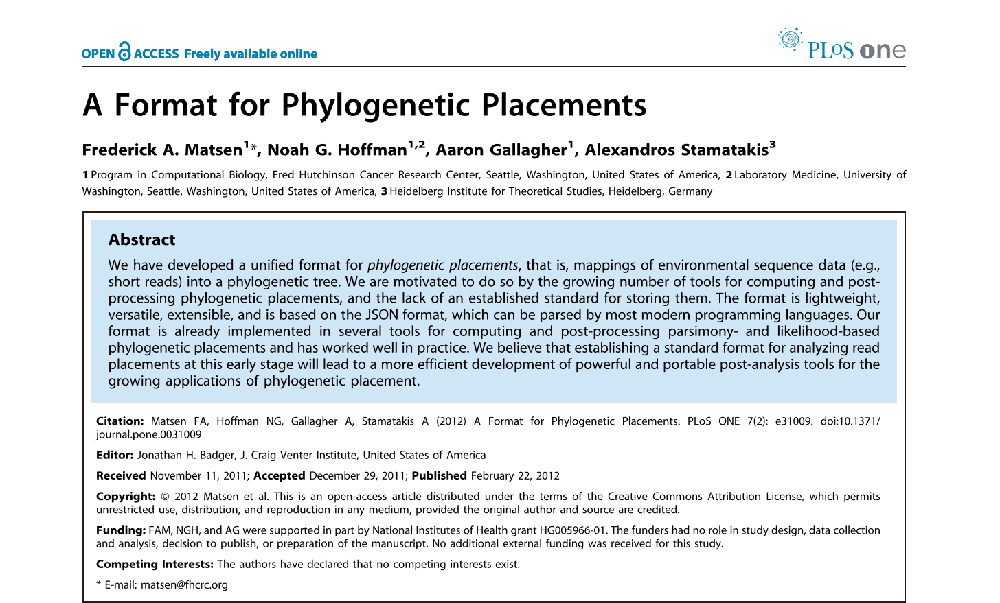 OPEN ACCESS Freely available online
PLoS one
A Format for Phylogenetic Placements
Frederick A. Matsen1*, Noah G. Hoffman1,2, Aaron Gallagher1, Alexandros Stamatakis3
1 Program in Computational Biology, Fred Hutchinson Cancer Research Center, Seattle, Washington, United States of America, 2 Laboratory Medicine, University of
Washington, Seattle, Washington, United States of America, 3 Heidelberg Institute for Theoretical Studies, Heidelberg, Germany
Abstract
We have developed a unified format for phylogenetic placements, that is, mappings of environmental sequence data (e.g.,
short reads) into a phylogenetic tree. We are motivated to do so by the growing number of tools for computing and post-
processing phylogenetic placements, and the lack of an established standard for storing them. The format is lightweight,
versatile, extensible, and is based on the JSON format, which can be parsed by most modern programming languages. Our
format is already implemented in several tools for computing and post-processing parsimony- and likelihood-based
phylogenetic placements and has worked well in practice. We believe that establishing a standard format for analyzing read
placements at this early stage will lead to a more efficient development of powerful and portable post-analysis tools for the
growing applications of phylogenetic placement.
Citation: Matsen FA, Hoffman NG, Gallagher A, Stamatakis A (2012) A Format for Phylogenetic Placements. PLoS ONE 7(2): e31009. doi:10.1371/
journal.pone.0031009
Editor: Jonathan H. Badger, J. Craig Venter Institute, United States of America
Received November 11, 2011; Accepted December 29, 2011; Published February 22, 2012
Copyright: © 2012 Matsen et al. This is an open-access article distributed under the terms of the Creative Commons Attribution License, which permits
unrestricted use, distribution, and reproduction in any medium, provided the original author and source are credited.
Funding: FAM, NGH, and AG were supported in part by National Institutes of Health grant HG005966-01. The funders had no role in study design, data collection
and analysis, decision to publish, or preparation of the manuscript. No additional external funding was received for this study.
Competing Interests: The authors have declared that no competing interests exist.
* E-mail: matsen@fhcrc.org